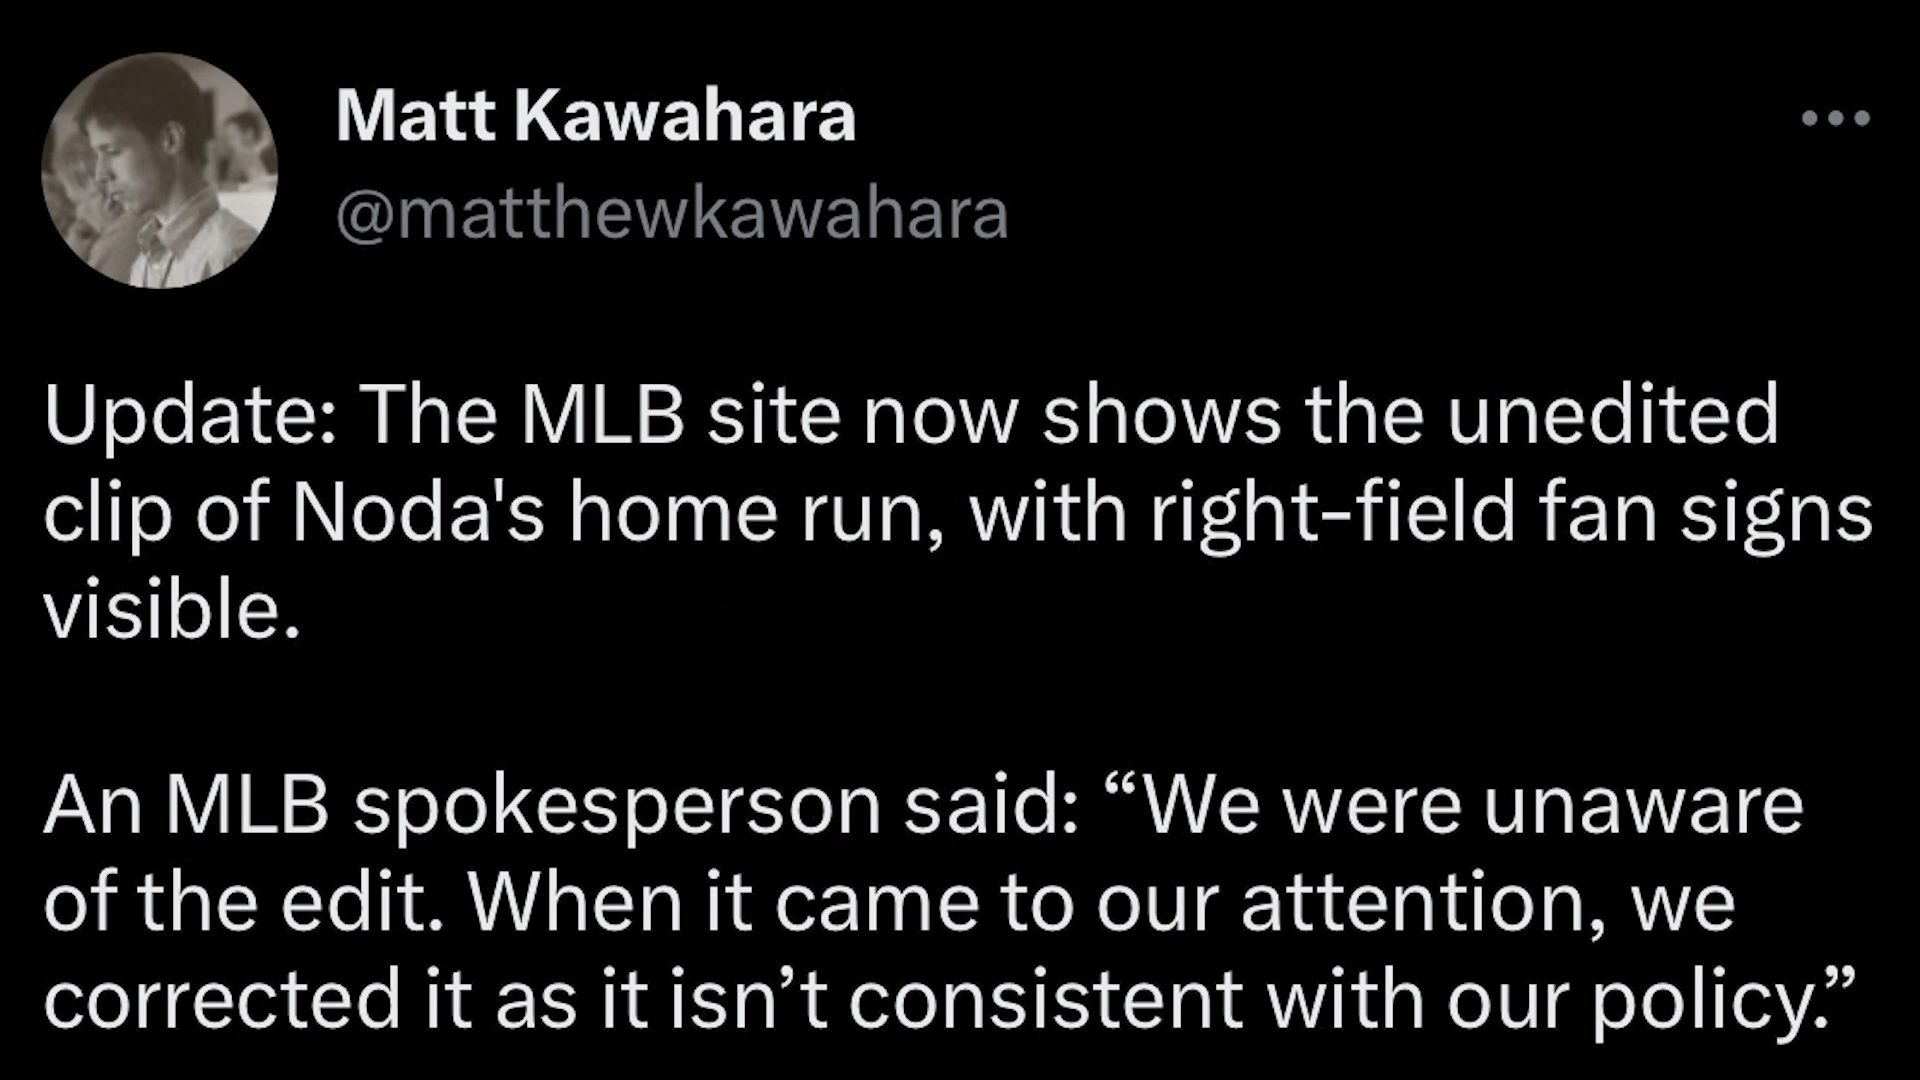 Matt Kawahara
@matthewkawahara
Update: The MLB site now shows the unedited
clip of Noda's home run, with right-field fan signs
visible.
An MLB spokesperson said: “We were unaware
of the edit. When it came to our attention, we
corrected it as it isn’t consistent with our policy.”